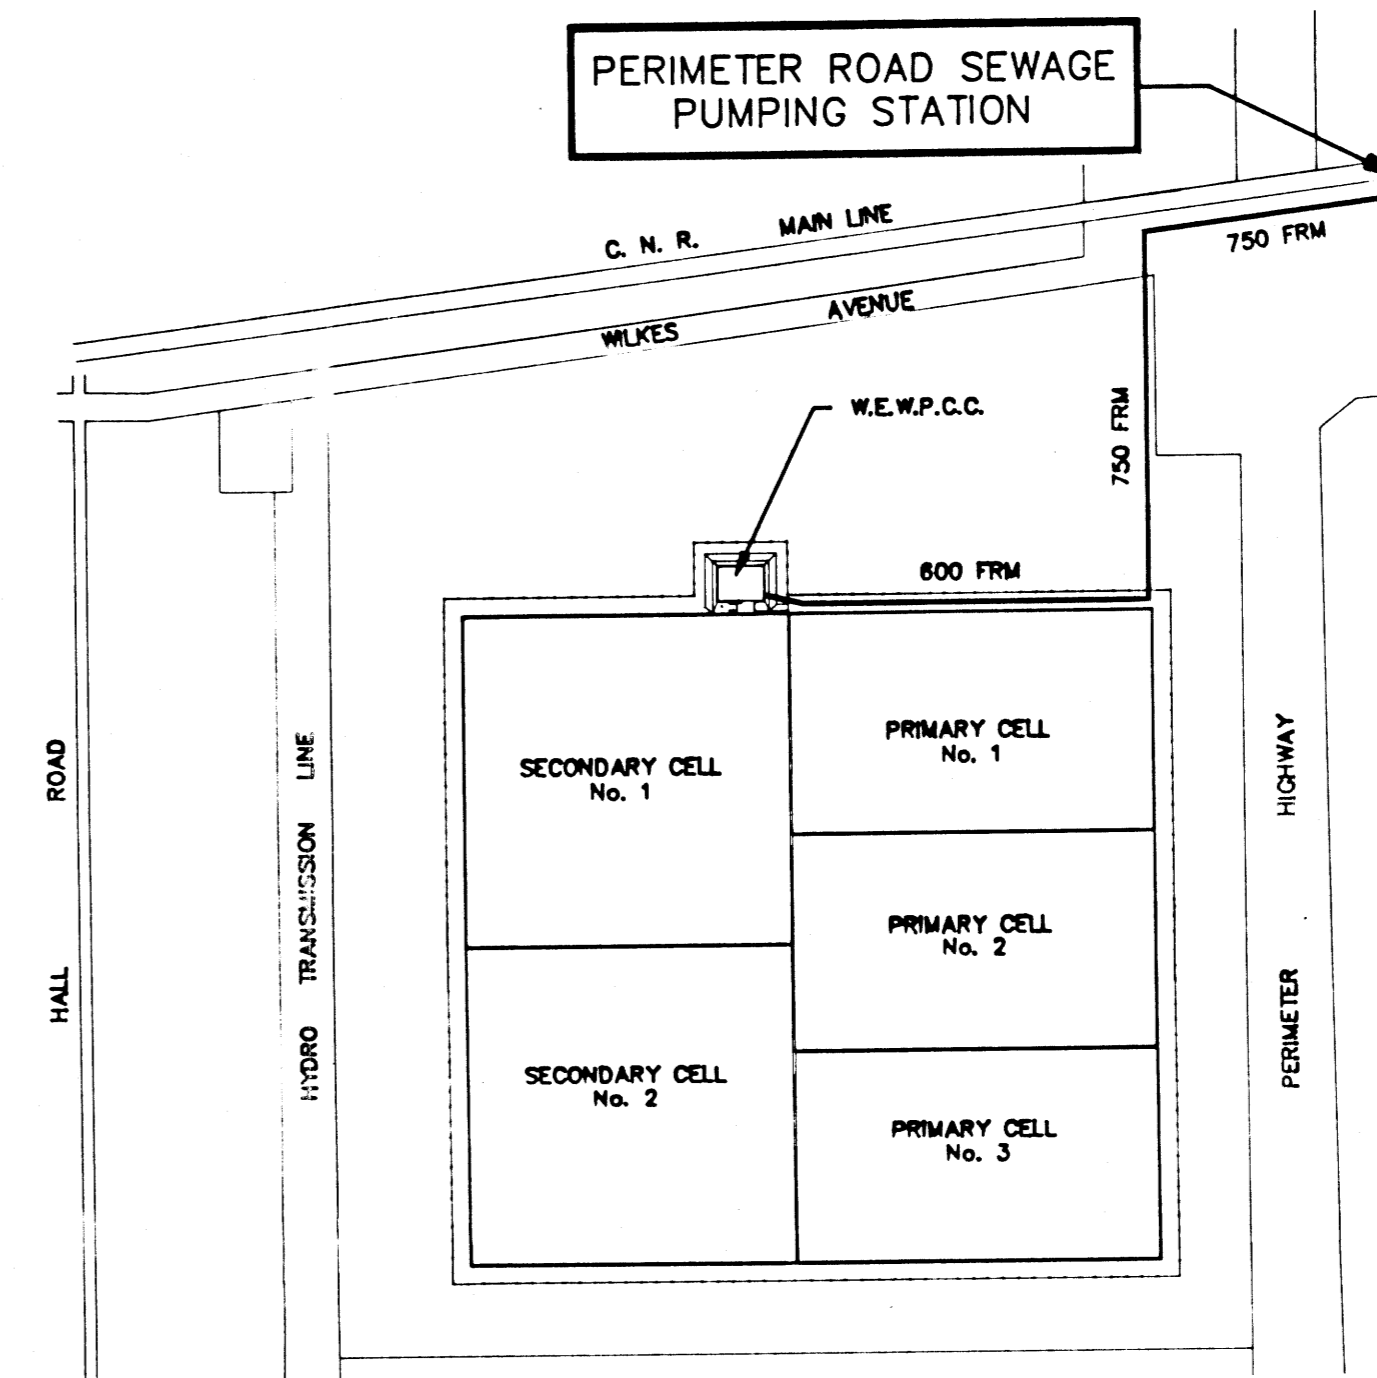 PERIMETER ROAD SEWAGE
PUMPING STATION
C. N. R. MAIN LINE
750 FRM
WILKES AVENUE
W.E.W.P.C.C.
750 FRM
600 FRM
PRIMARY CELL
No. 1
SECONDARY CELL
No. 1
HALL ROAD
HYDRO TRANSMISSION LINE
PERIMETER HIGHWAY
PRIMARY CELL
No. 2
SECONDARY CELL
No. 2
PRIMARY CELL
No. 3